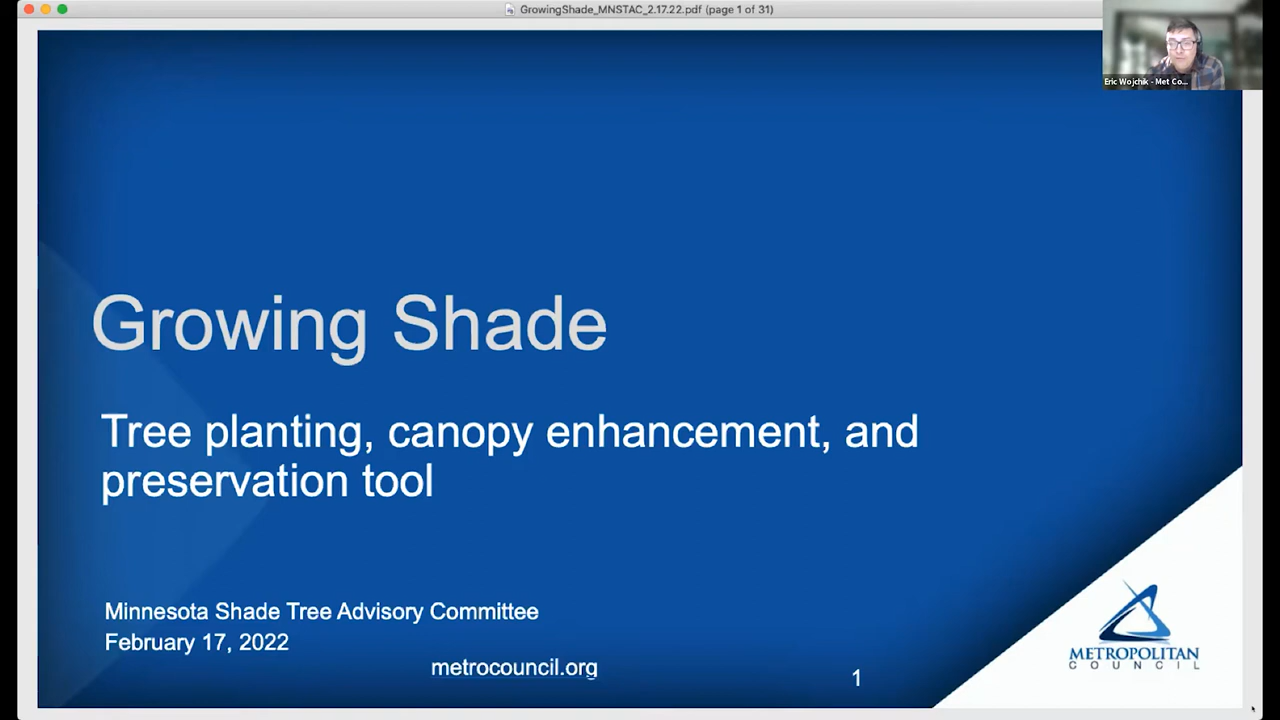 GrowingShade_MNSTAC_2.17.22.pdf (page 1 of 31)
Eric Wojchik - Met Co...
Growing Shade
Tree planting, canopy enhancement, and
preservation tool
Minnesota Shade Tree Advisory Committee
February 17, 2022
metrocouncil.org
1
METROPOLITAN
COUNCIL